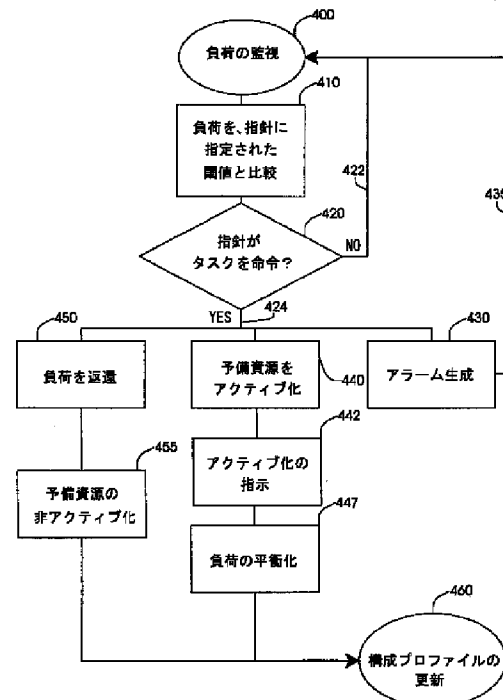 400
負荷の監視
410
負荷を、指針に
指定された
閾値と比較
422
420
指針が
タスクを命令?
NO
YES
424
450
負荷を返還
予備資源を
アクティブ化
440
430
アラーム生成
442
アクティブ化の
指示
455
予備資源の
非アクティブ化
447
負荷の平衡化
460
構成プロファイルの
更新